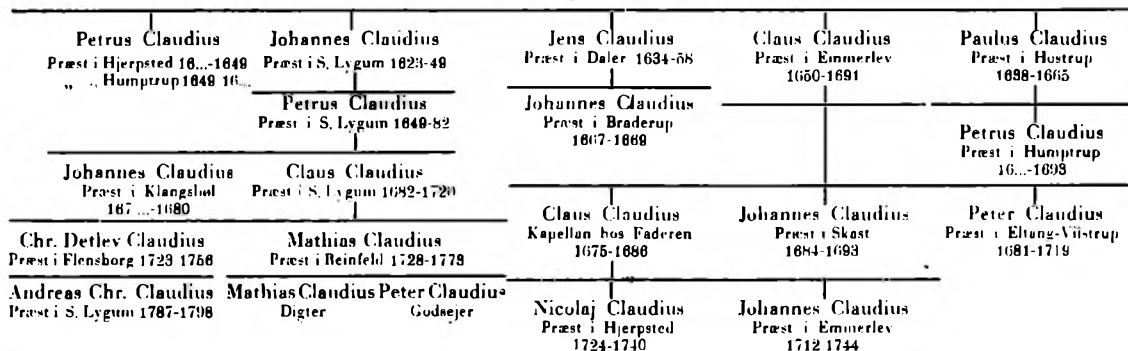 Petrus Claudius
Præst i Hjerpsted 16...-1649
„ „ Humptrup 1649 16...
Johannes Claudius
Præst i S. Lygum 1623-49
Jens Claudius
Præst i Daler 1634-58
Claus Claudius
Præst i Emmerlev
1650-1691
Paulus Claudius
Præst i Hostrup
1698-1665
Petrus Claudius
Præst i S. Lygum 1649-82
Johannes Claudius
Præst i Braderup
1667-1669
Petrus Claudius
Præst i Humptrup
16...-1693
Johannes Claudius
Præst i Klangsbøl
167...-1680
Claus Claudius
Præst i S. Lygum 1682-1720
Claus Claudius
Kapellan hos Faderen
1675-1686
Johannes Claudius
Præst i Skast
1684-1693
Peter Claudius
Præst i Eltang-Vilstrup
1681-1719
Chr. Detlev Claudius
Præst i Flensborg 1723 1756
Mathias Claudius
Præst i Reinfeld 1728-1773
Andreas Chr. Claudius
Præst i S. Lygum 1787-1798
Mathias Claudius Peter Claudius
Digter Godsejer
Nicolaj Claudius
Præst i Hjerpsted
1724-1740
Johannes Claudius
Præst i Emmerlev
1712 1744